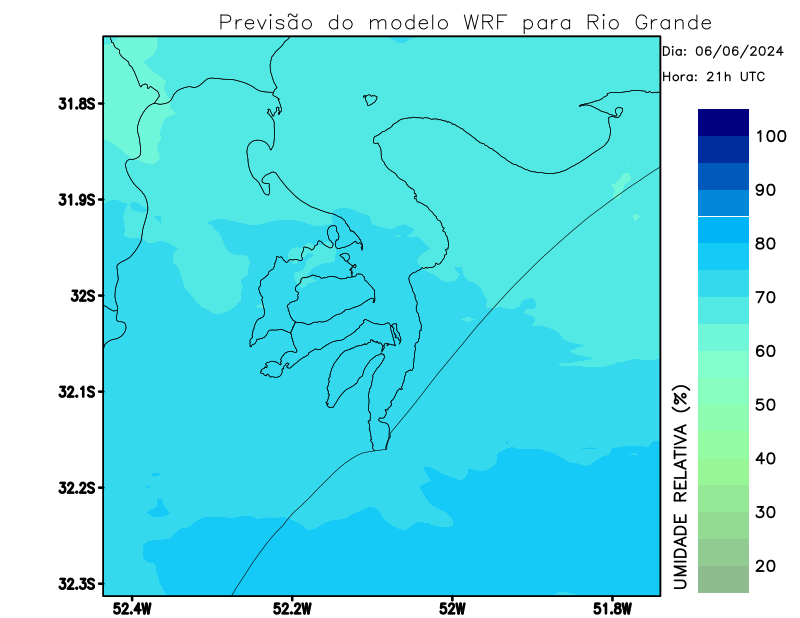 Previsão do modelo WRF para Rio Grande
Dia: 06/06/2024
Hora: 21h UTC
31.8S
31.9S
32S
32.1S
32.2S
32.3S
52.4W
52.2W
52W
51.8W
100
90
80
70
60
50
40
30
20
UMIDADE RELATIVA (%)